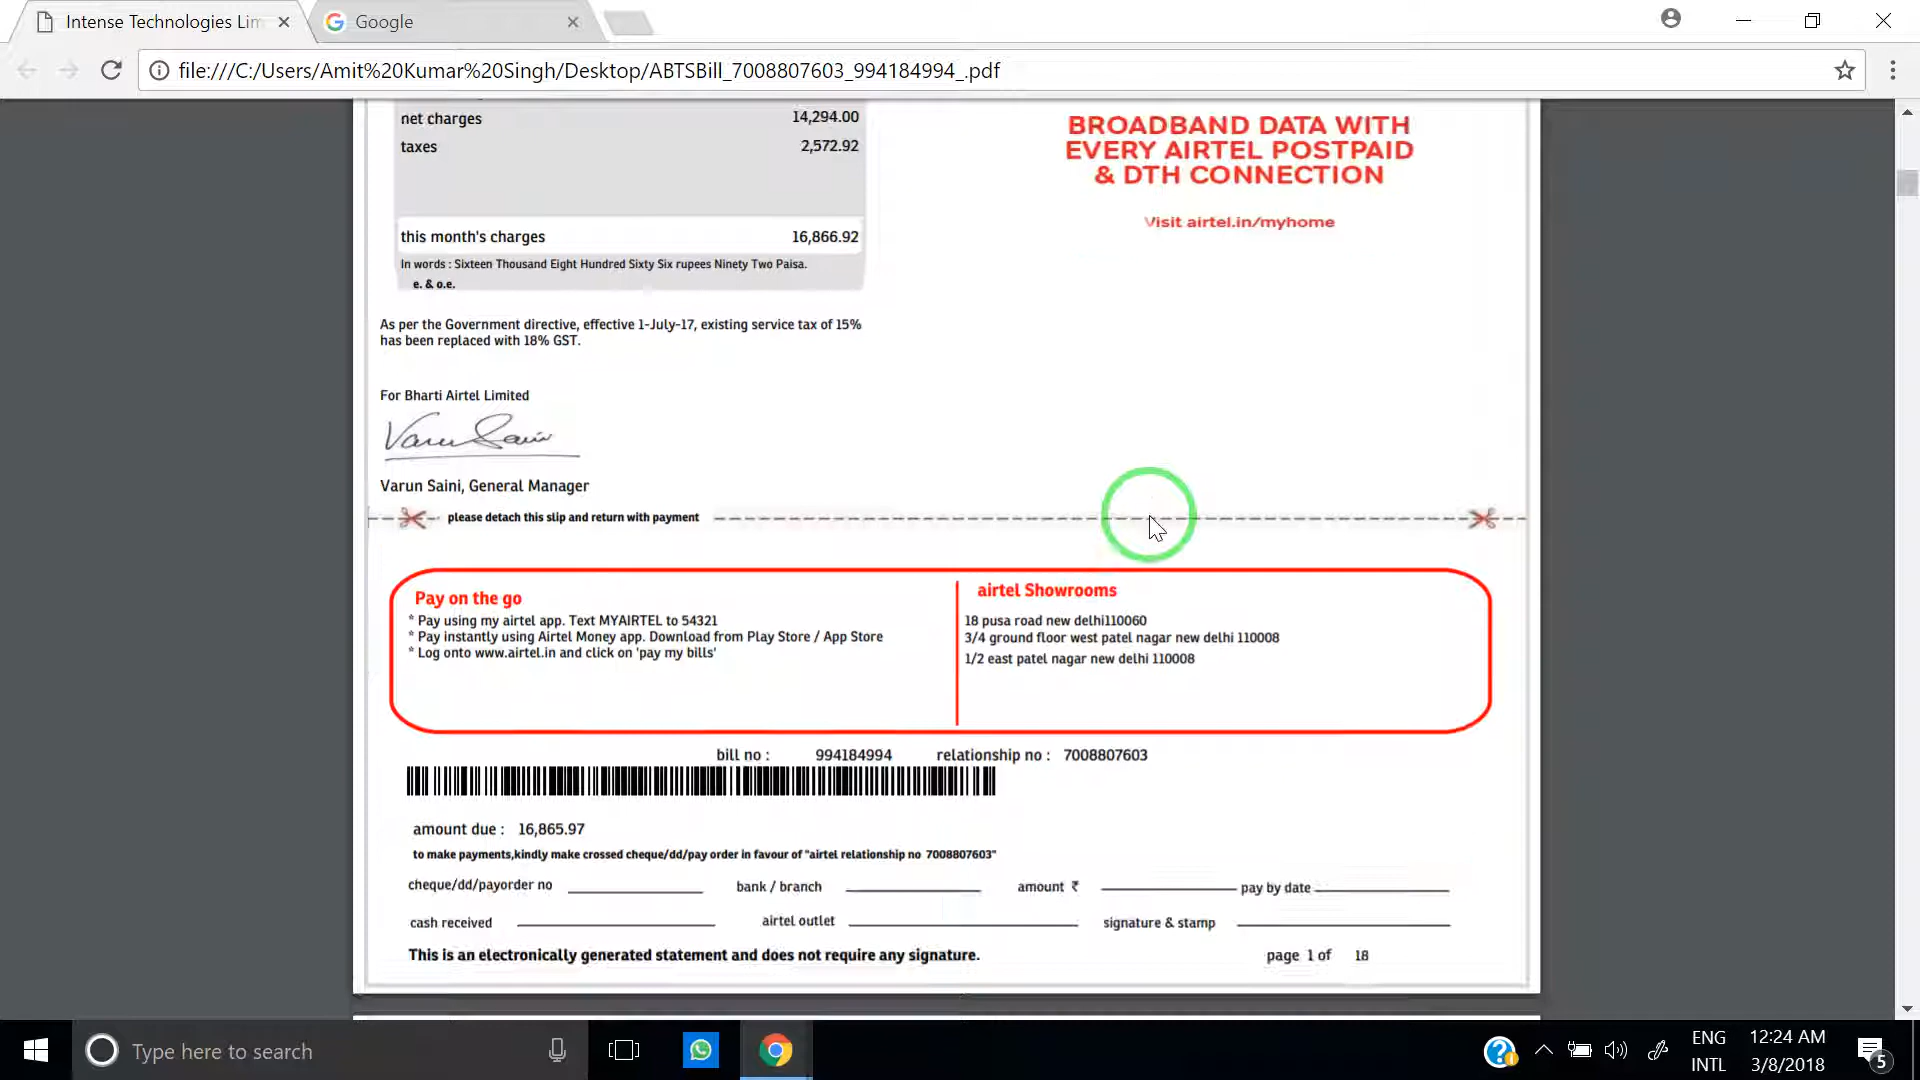 Intense Technologies Lim
Google
file:///C:/Users/Amit%20Kumar%20Singh/Desktop/ABTSBill_7008807603_994184994_.pdf
net charges 14,294.00
taxes 2,572.92
this month's charges 16,866.92
In words : Sixteen Thousand Eight Hundred Sixty Six rupees Ninety Two Paisa.
e. & o.e.
BROADBAND DATA WITH
EVERY AIRTEL POSTPAID
& DTH CONNECTION
Visit airtel.in/myhome
As per the Government directive, effective 1-July-17, existing service tax of 15%
has been replaced with 18% GST.
For Bharti Airtel Limited
Varun Saini
Varun Saini, General Manager
please detach this slip and return with payment
Pay on the go
* Pay using my airtel app. Text MYAIRTEL to 54321
* Pay instantly using Airtel Money app. Download from Play Store / App Store
* Log onto www.airtel.in and click on 'pay my bills'
airtel Showrooms
18 pusa road new delhi110060
3/4 ground floor west patel nagar new delhi 110008
1/2 east patel nagar new delhi 110008
bill no : 994184994 relationship no : 7008807603
amount due : 16,865.97
to make payments,kindly make crossed cheque/dd/pay order in favour of "airtel relationship no 7008807603"
cheque/dd/payorder no bank / branch amount ₹ pay by date
cash received airtel outlet signature & stamp
This is an electronically generated statement and does not require any signature. page 1 of 18
Type here to search
ENG
INTL
12:24 AM
3/8/2018
5